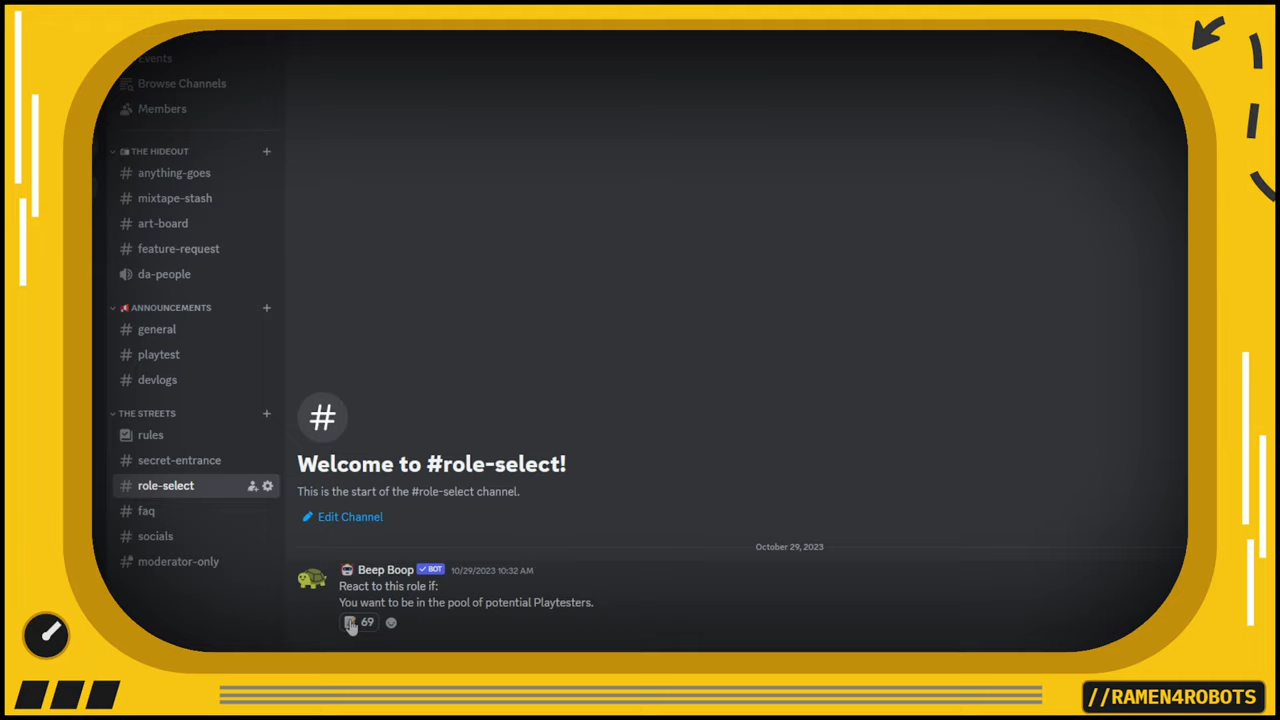 Events
Browse Channels
Members
THE HIDEOUT
anything-goes
mixtape-stash
art-board
feature-request
da-people
ANNOUNCEMENTS
general
playtest
devlogs
THE STREETS
rules
secret-entrance
role-select
faq
socials
moderator-only
Welcome to #role-select!
This is the start of the #role-select channel.
Edit Channel
October 29, 2023
Beep Boop BOT 10/29/2023 10:32 AM
React to this role if:
You want to be in the pool of potential Playtesters.
69
//RAMEN4ROBOTS